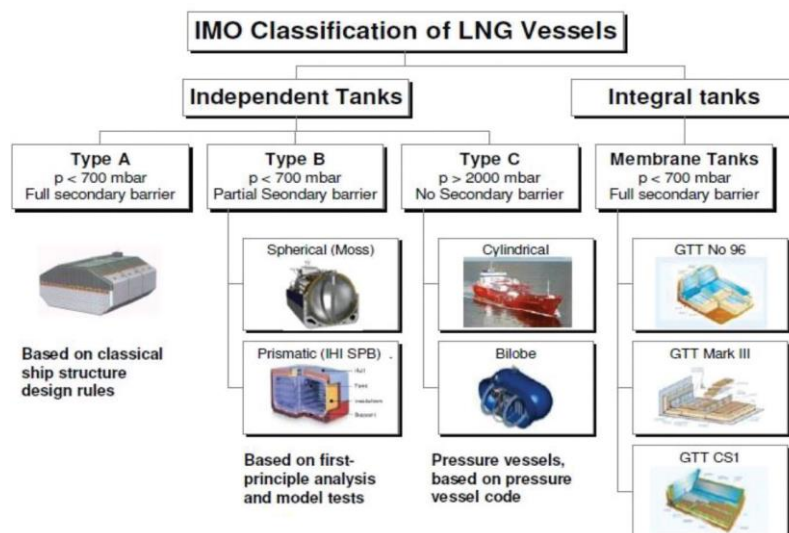 IMO Classification of LNG Vessels
Independent Tanks
Integral tanks
Type A
p < 700 mbar
Full secondary barrier
Type B
p < 700 mbar
Partial Seondary barrier
Type C
p > 2000 mbar
No Secondary barrier
Membrane Tanks
p < 700 mbar
Full secondary barrier
Based on classical
ship structure
design rules
Spherical (Moss)
Prismatic (IHI SPB) .
Based on first-
principle analysis
and model tests
Cylindrical
Bilobe
Pressure vessels,
based on pressure
vessel code
GTT No 96
GTT Mark III
GTT CS1